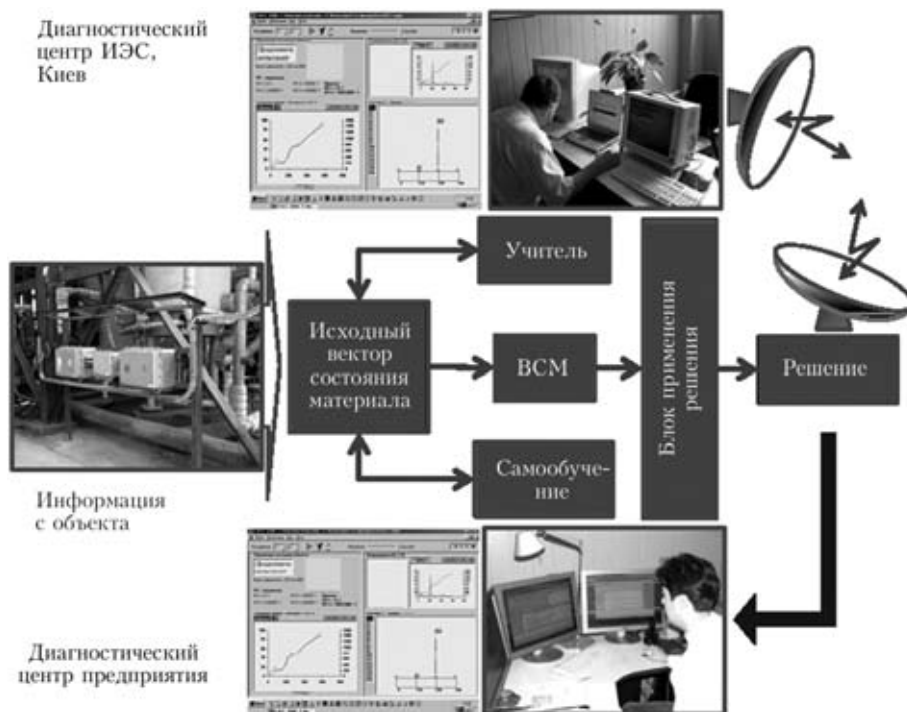 Диагностический
центр ИЭС,
Киев
Учитель
Исходный
вектор
состояния
материала
ВСМ
Блок применения
решения
Решение
Самообуче-
ние
Информация
с объекта
Диагностический
центр предприятия